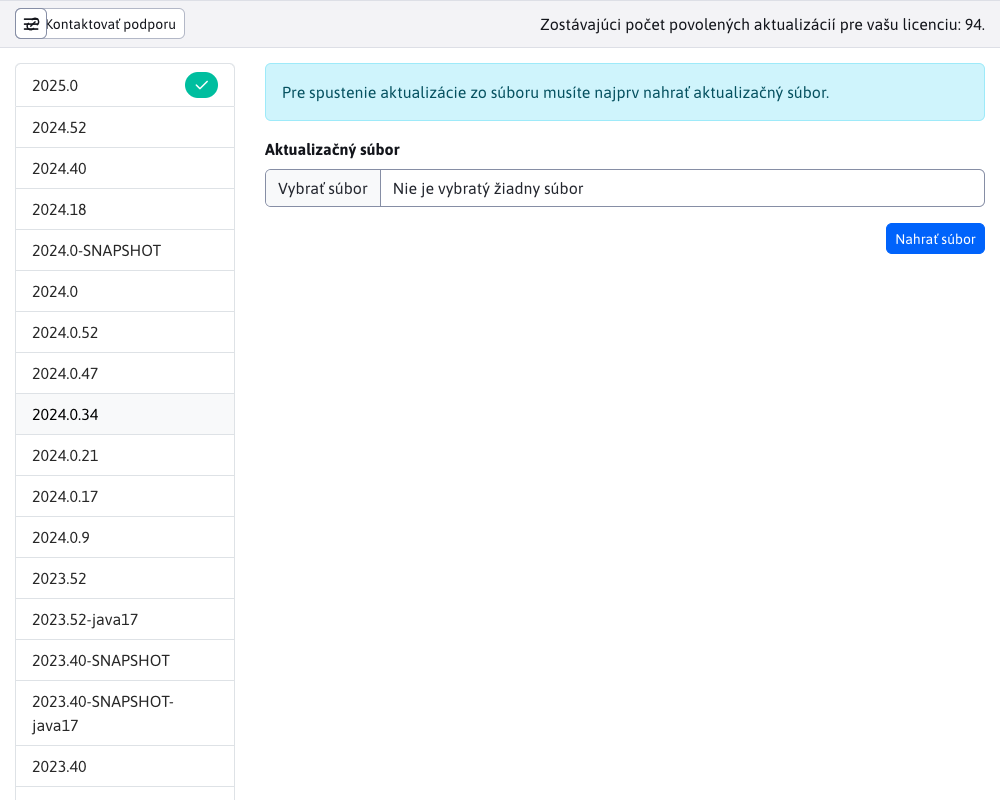 Kontaktovať podporu
Zostávajúci počet povolených aktualizácií pre vašu licenciu: 94.
2025.0
2024.52
2024.40
2024.18
2024.0-SNAPSHOT
2024.0
2024.0.52
2024.0.47
2024.0.34
2024.0.21
2024.0.17
2024.0.9
2023.52
2023.52-java17
2023.40-SNAPSHOT
2023.40-SNAPSHOT-
java17
2023.40
Pre spustenie aktualizácie zo súboru musíte najprv nahrať aktualizačný súbor.
Aktualizačný súbor
Vybrať súbor
Nie je vybratý žiadny súbor
Nahrať súbor